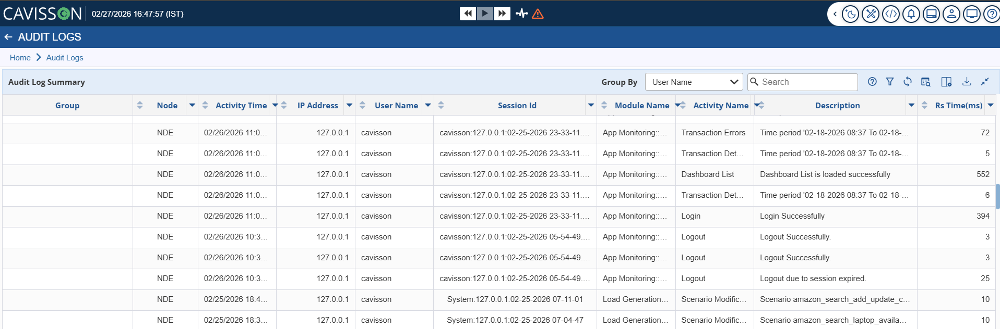 CAVISSON 02/27/2026 16:47:57 (IST)
AUDIT LOGS
Home Audit Logs
Audit Log Summary Group By User Name Search
Group Node Activity Time IP Address User Name Session Id Module Name Activity Name Description Rs Time(ms)
NDE 02/26/2026 11:0... 127.0.0.1 cavisson cavisson:127.0.0.1:02-25-2026 23-33-11.... App Monitoring::... Transaction Errors Time period '02-18-2026 08:37 To 02-18-... 72
NDE 02/26/2026 11:0... 127.0.0.1 cavisson cavisson:127.0.0.1:02-25-2026 23-33-11.... App Monitoring::... Transaction Det... Time period '02-18-2026 08:37 To 02-18-... 5
NDE 02/26/2026 11:0... 127.0.0.1 cavisson cavisson:127.0.0.1:02-25-2026 23-33-11.... App Monitoring::... Dashboard List Dashboard List is loaded successfully 552
NDE 02/26/2026 11:0... 127.0.0.1 cavisson cavisson:127.0.0.1:02-25-2026 23-33-11.... App Monitoring::... Transaction Det... Time period '02-18-2026 08:37 To 02-18-... 6
NDE 02/26/2026 11:0... 127.0.0.1 cavisson cavisson:127.0.0.1:02-25-2026 23-33-11.... App Monitoring::... Login Login Successfully 394
NDE 02/26/2026 10:3... 127.0.0.1 cavisson cavisson:127.0.0.1:02-25-2026 05-54-49.... App Monitoring::... Logout Logout Successfully. 3
NDE 02/26/2026 10:3... 127.0.0.1 cavisson cavisson:127.0.0.1:02-25-2026 05-54-49.... App Monitoring::... Logout Logout Successfully. 3
NDE 02/26/2026 10:3... 127.0.0.1 cavisson cavisson:127.0.0.1:02-25-2026 05-54-49.... App Monitoring::... Logout Logout due to session expired. 25
NDE 02/25/2026 18:4... 127.0.0.1 cavisson System:127.0.0.1:02-25-2026 07-11-01 Load Generation... Scenario Modific... Scenario amazon_search_add_update_c... 10
NDE 02/25/2026 18:3... 127.0.0.1 cavisson System:127.0.0.1:02-25-2026 07-04-47 Load Generation... Scenario Modific... Scenario amazon_search_laptop_availa... 10